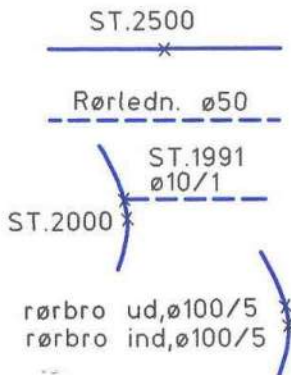 ST.2500
Rørledn. ø50
ST.1991
ø10/1
ST.2000
rørbro ud,ø100/5
rørbro ind,ø100/5